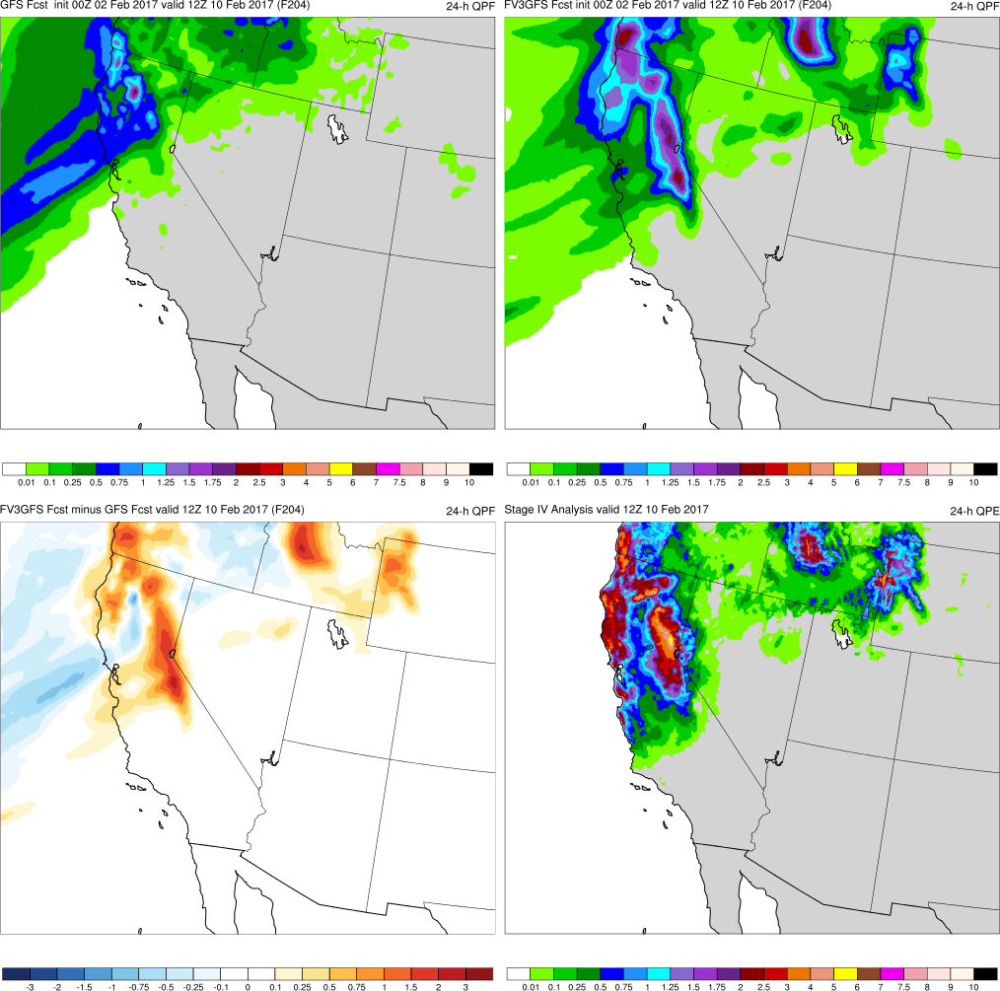 GFS Fcst  init 00Z 02 Feb 2017 valid 12Z 10 Feb 2017 (F204) 24-h QPF
FV3GFS Fcst init 00Z 02 Feb 2017 valid 12Z 10 Feb 2017 (F204) 24-h QPF
0.01 0.1 0.25 0.5 0.75 1 1.25 1.5 1.75 2 2.5 3 4 5 6 7 7.5 8 9 10
0.01 0.1 0.25 0.5 0.75 1 1.25 1.5 1.75 2 2.5 3 4 5 6 7 7.5 8 9 10
FV3GFS Fcst minus GFS Fcst valid 12Z 10 Feb 2017 (F204) 24-h QPF
Stage IV Analysis valid 12Z 10 Feb 2017 24-h QPE
-3 -2 -1.5 -1 -0.75 -0.5 -0.25 -0.1 0 0.1 0.25 0.5 0.75 1 1.5 2 3
0.01 0.1 0.25 0.5 0.75 1 1.25 1.5 1.75 2 2.5 3 4 5 6 7 7.5 8 9 10